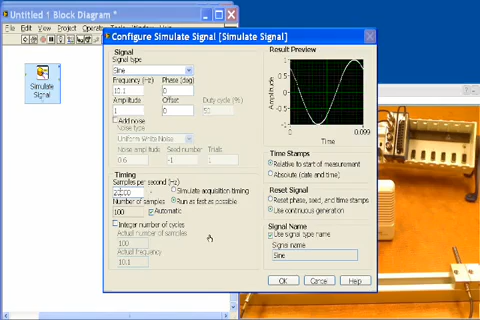 Untitled 1 Block Diagram *
File Edit View Project Operate Tools
Simulate
Signal
Configure Simulate Signal [Simulate Signal]
Signal
Signal type
Sine
Frequency (Hz) Phase (deg)
10.1 0
Amplitude Offset Duty cycle (%)
1 0 50
Add noise
Noise type
Uniform White Noise
Noise amplitude Seed number Trials
0.6 -1 1
Timing
Samples per second (Hz)
Simulate acquisition timing
Run as fast as possible
Number of samples
100 Automatic
Integer number of cycles
Actual number of samples
100
Actual frequency
10.1
Result Preview
Amplitude
1
0.5
0
-0.5
-1
0 0.099
Time
Time Stamps
Relative to start of measurement
Absolute (date and time)
Reset Signal
Reset phase, seed, and time stamps
Use continuous generation
Signal Name
Use signal type name
Signal name
Sine
OK Cancel Help